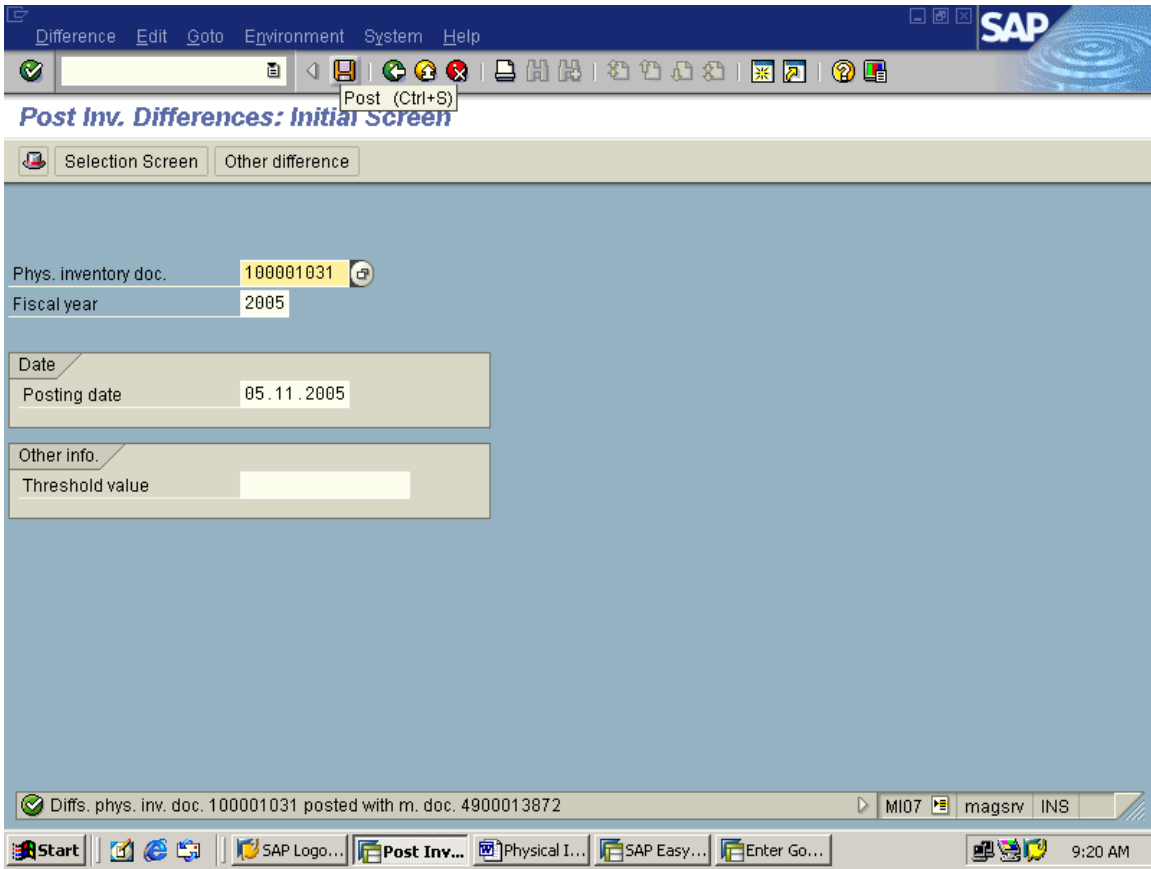 SAP
Difference Edit Goto Environment System Help
Post (Ctrl+S)
Post Inv. Differences: Initial Screen
Selection Screen Other difference
Phys. inventory doc. 100001031
Fiscal year 2005
Date
Posting date 05.11.2005
Other info.
Threshold value
Diffs. phys. inv. doc. 100001031 posted with m. doc. 4900013872 MI07 magsrv INS
Start SAP Logo... Post Inv... Physical I... SAP Easy... Enter Go... 9:20 AM